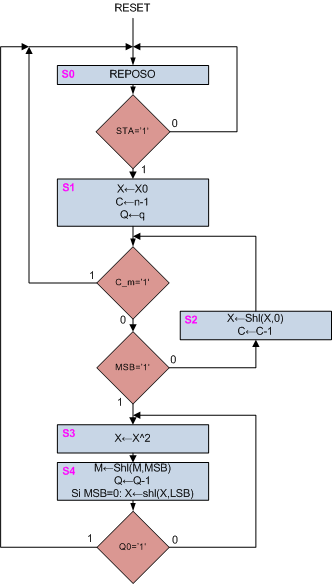 RESET
S0 REPOSO
STA='1'
0
1
S1 X←X0
C←n-1
Q←q
C_m='1'
1
0
S2 X←Shl(X,0)
C←C-1
MSB='1'
0
1
S3 X←X^2
S4 M←Shl(M,MSB)
Q←Q-1
Si MSB=0: X←shl(X,LSB)
Q0='1'
1
0